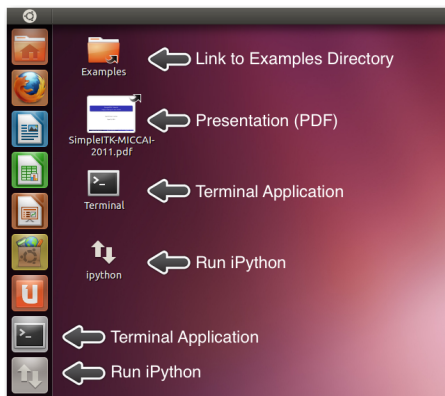 Examples
Link to Examples Directory
SimpleITK-MICCAI-
2011.pdf
Presentation (PDF)
Terminal
Terminal Application
ipython
Run iPython
Terminal Application
Run iPython